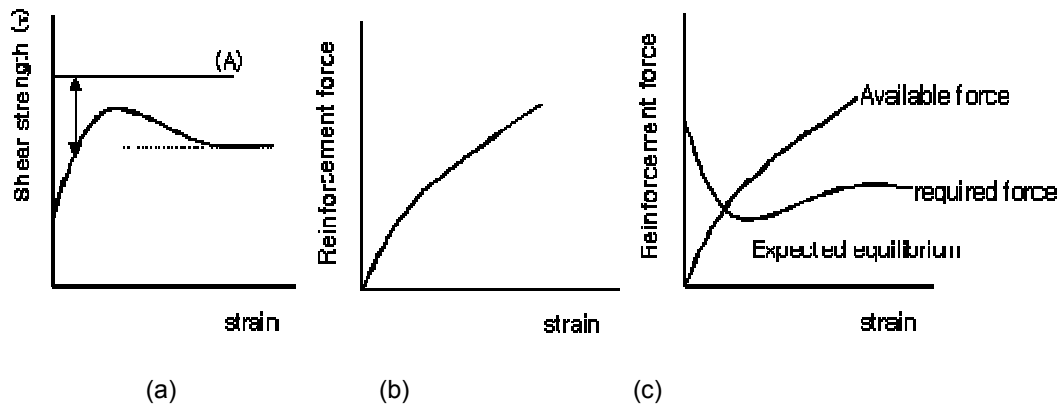 Shear strength (τ)
(A)
strain
Reinforcement force
strain
Reinforcement force
Available force
required force
Expected equilibrium
strain
(a)
(b)
(c)